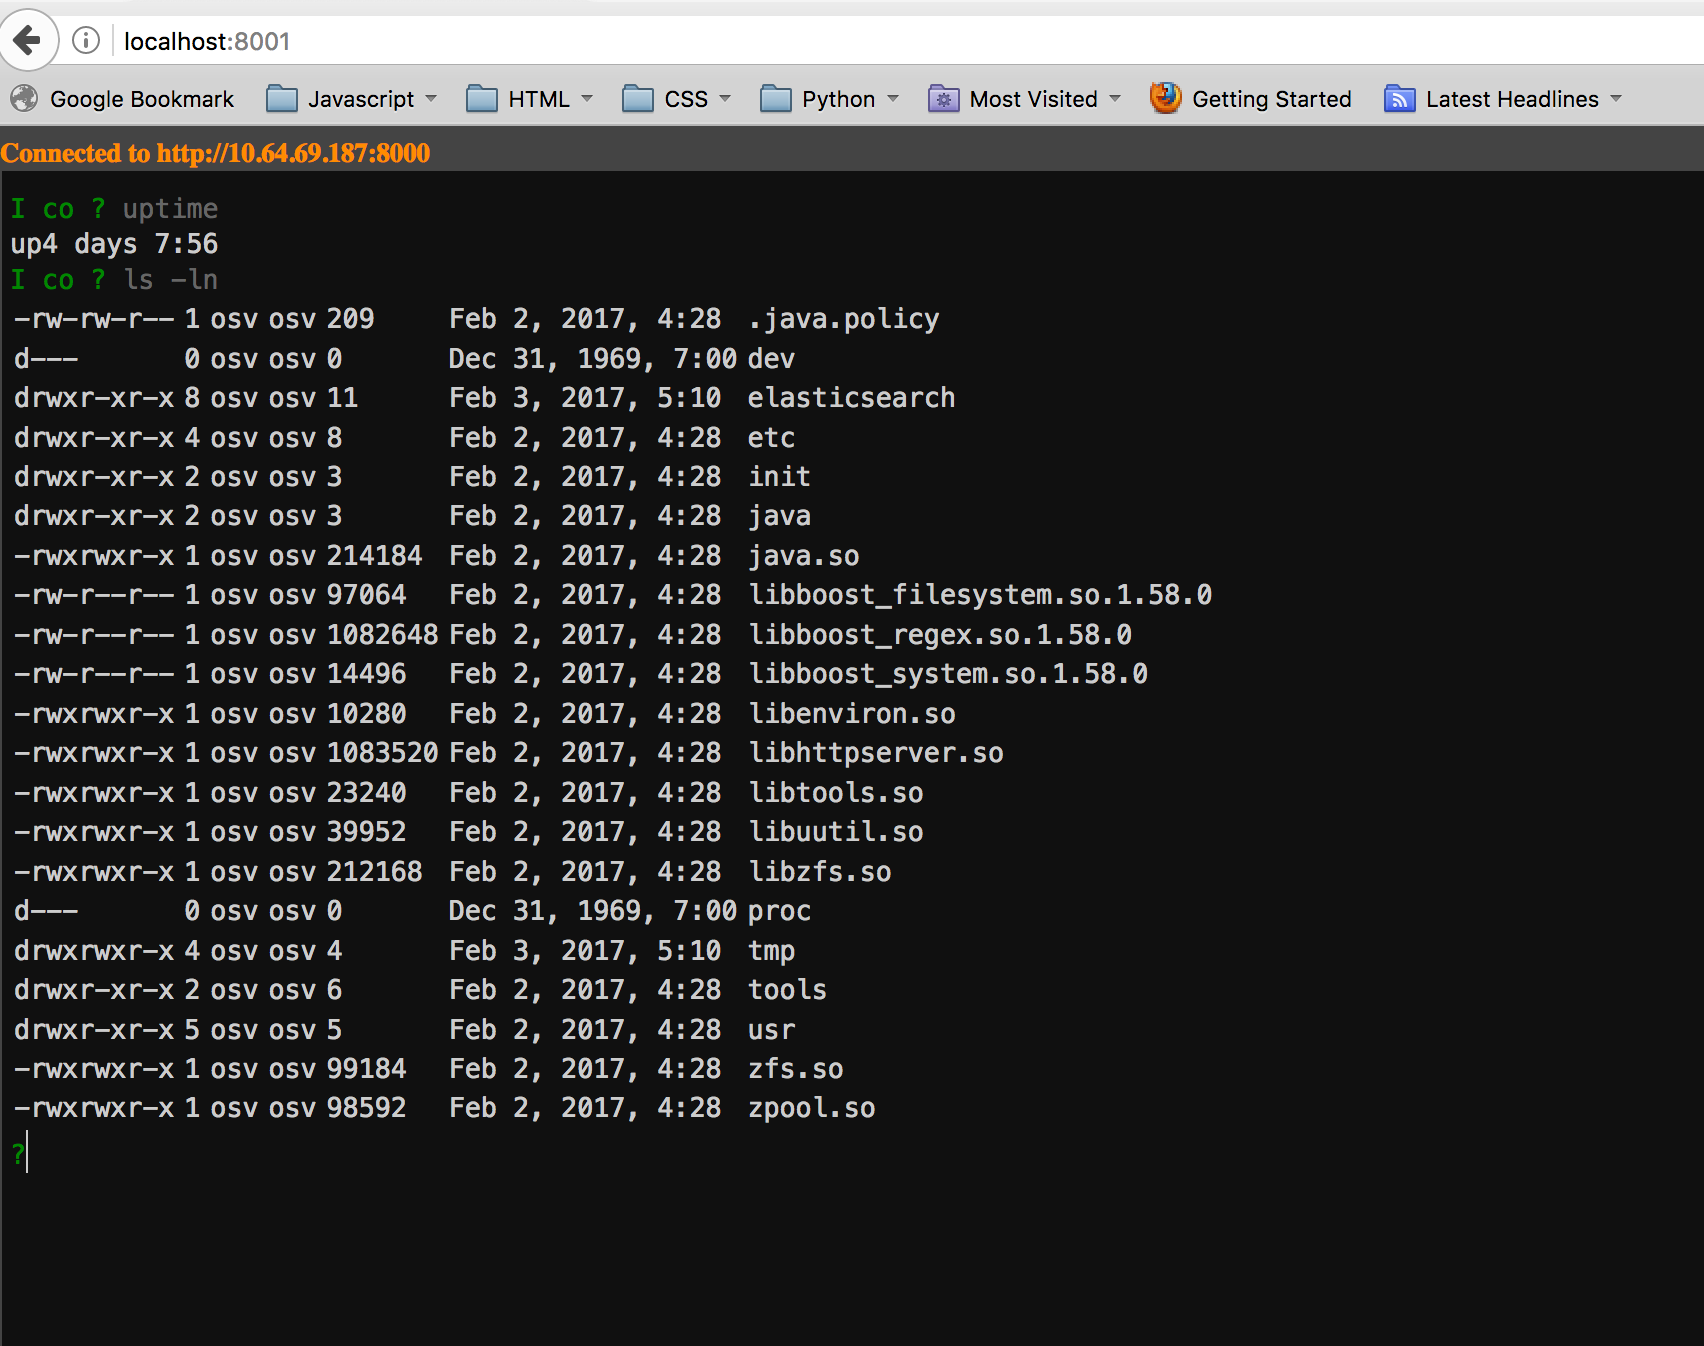 localhost:8001
Google Bookmark Javascript HTML CSS Python Most Visited Getting Started Latest Headlines
Connected to http://10.64.69.187:8000
I co ? uptime
up4 days 7:56
I co ? ls -ln
-rw-rw-r-- 1 osv osv 209 Feb 2, 2017, 4:28 .java.policy
d--- 0 osv osv 0 Dec 31, 1969, 7:00 dev
drwxr-xr-x 8 osv osv 11 Feb 3, 2017, 5:10 elasticsearch
drwxr-xr-x 4 osv osv 8 Feb 2, 2017, 4:28 etc
drwxr-xr-x 2 osv osv 3 Feb 2, 2017, 4:28 init
drwxr-xr-x 2 osv osv 3 Feb 2, 2017, 4:28 java
-rwxrwxr-x 1 osv osv 214184 Feb 2, 2017, 4:28 java.so
-rw-r--r-- 1 osv osv 97064 Feb 2, 2017, 4:28 libboost_filesystem.so.1.58.0
-rw-r--r-- 1 osv osv 1082648 Feb 2, 2017, 4:28 libboost_regex.so.1.58.0
-rw-r--r-- 1 osv osv 14496 Feb 2, 2017, 4:28 libboost_system.so.1.58.0
-rwxrwxr-x 1 osv osv 10280 Feb 2, 2017, 4:28 libenviron.so
-rwxrwxr-x 1 osv osv 1083520 Feb 2, 2017, 4:28 libhttpserver.so
-rwxrwxr-x 1 osv osv 23240 Feb 2, 2017, 4:28 libtools.so
-rwxrwxr-x 1 osv osv 39952 Feb 2, 2017, 4:28 libuutil.so
-rwxrwxr-x 1 osv osv 212168 Feb 2, 2017, 4:28 libzfs.so
d--- 0 osv osv 0 Dec 31, 1969, 7:00 proc
drwxrwxr-x 4 osv osv 4 Feb 3, 2017, 5:10 tmp
drwxr-xr-x 2 osv osv 6 Feb 2, 2017, 4:28 tools
drwxr-xr-x 5 osv osv 5 Feb 2, 2017, 4:28 usr
-rwxrwxr-x 1 osv osv 99184 Feb 2, 2017, 4:28 zfs.so
-rwxrwxr-x 1 osv osv 98592 Feb 2, 2017, 4:28 zpool.so
?